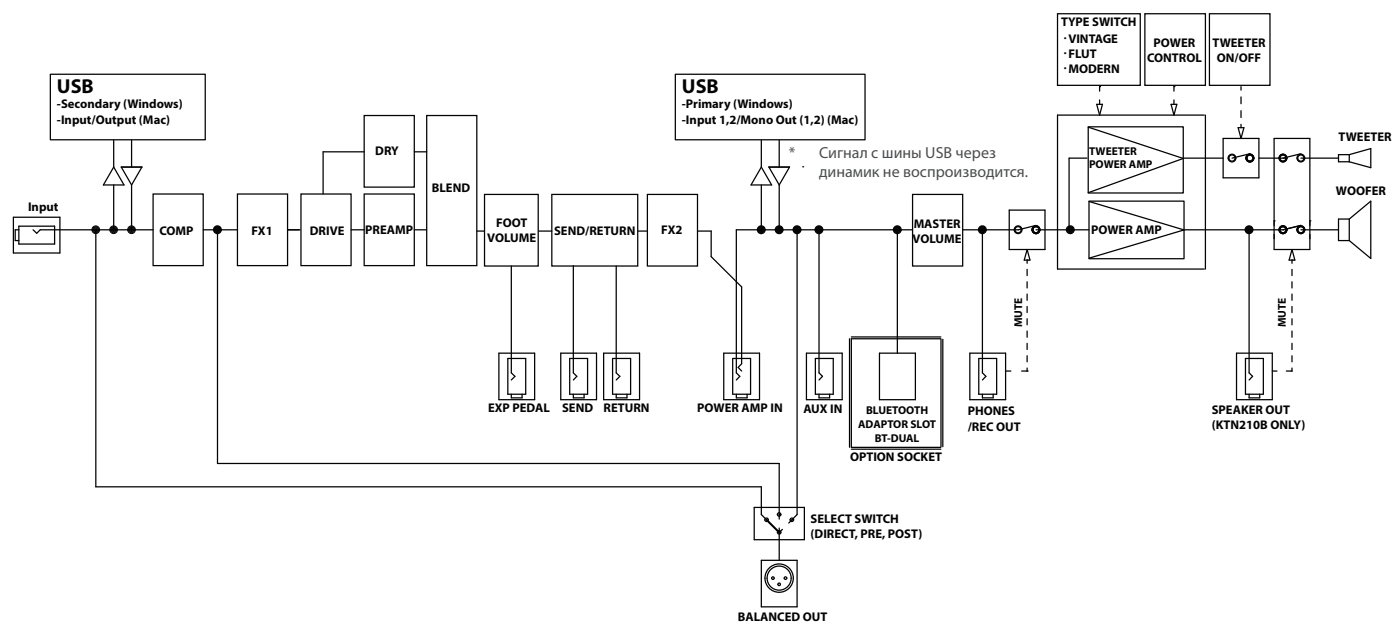 TYPE SWITCH
· VINTAGE
· FLUT
· MODERN
POWER
CONTROL
TWEETER
ON/OFF
USB
-Secondary (Windows)
-Input/Output (Mac)
USB
-Primary (Windows)
-Input 1,2/Mono Out (1,2) (Mac)
* Сигнал с шины USB через
динамик не воспроизводится.
TWEETER
WOOFER
Input
COMP
FX1
DRIVE
DRY
PREAMP
BLEND
FOOT
VOLUME
SEND/RETURN
FX2
MASTER
VOLUME
TWEETER
POWER AMP
POWER AMP
MUTE
MUTE
EXP PEDAL
SEND
RETURN
POWER AMP IN
AUX IN
BLUETOOTH
ADAPTOR SLOT
BT-DUAL
OPTION SOCKET
PHONES
/REC OUT
SPEAKER OUT
(KTN210B ONLY)
SELECT SWITCH
(DIRECT, PRE, POST)
BALANCED OUT